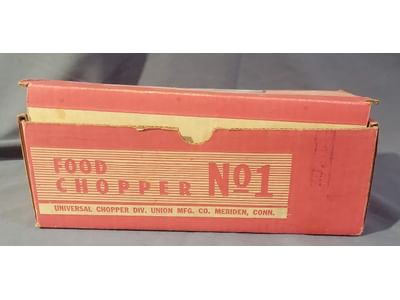 FOOD
CHOPPER No1
UNIVERSAL CHOPPER DIV. UNION MFG. CO. MERIDEN, CONN.